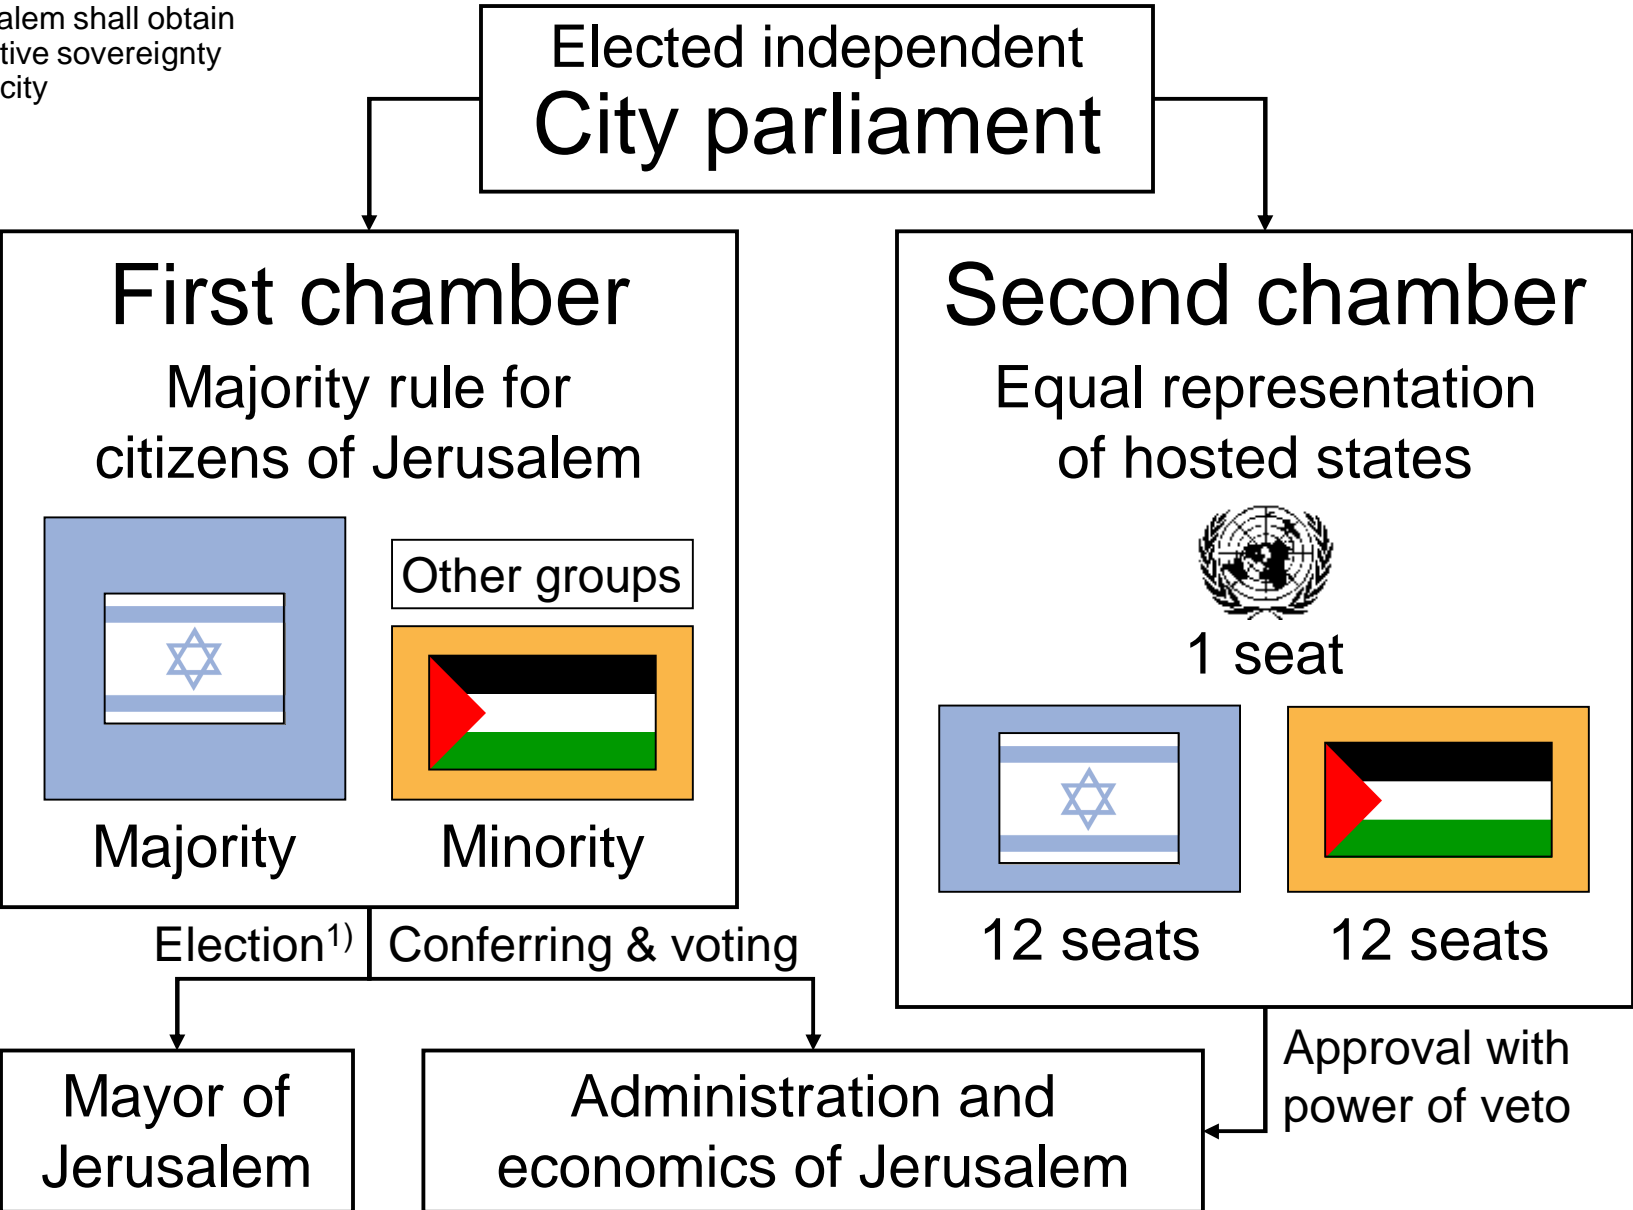 alem shall obtain
tive sovereignty
city
Elected independent
City parliament
First chamber
Majority rule for
citizens of Jerusalem
Other groups
Majority
Minority
Second chamber
Equal representation
of hosted states
1 seat
12 seats
12 seats
Election¹⁾
Conferring & voting
Approval with
power of veto
Mayor of
Jerusalem
Administration and
economics of Jerusalem